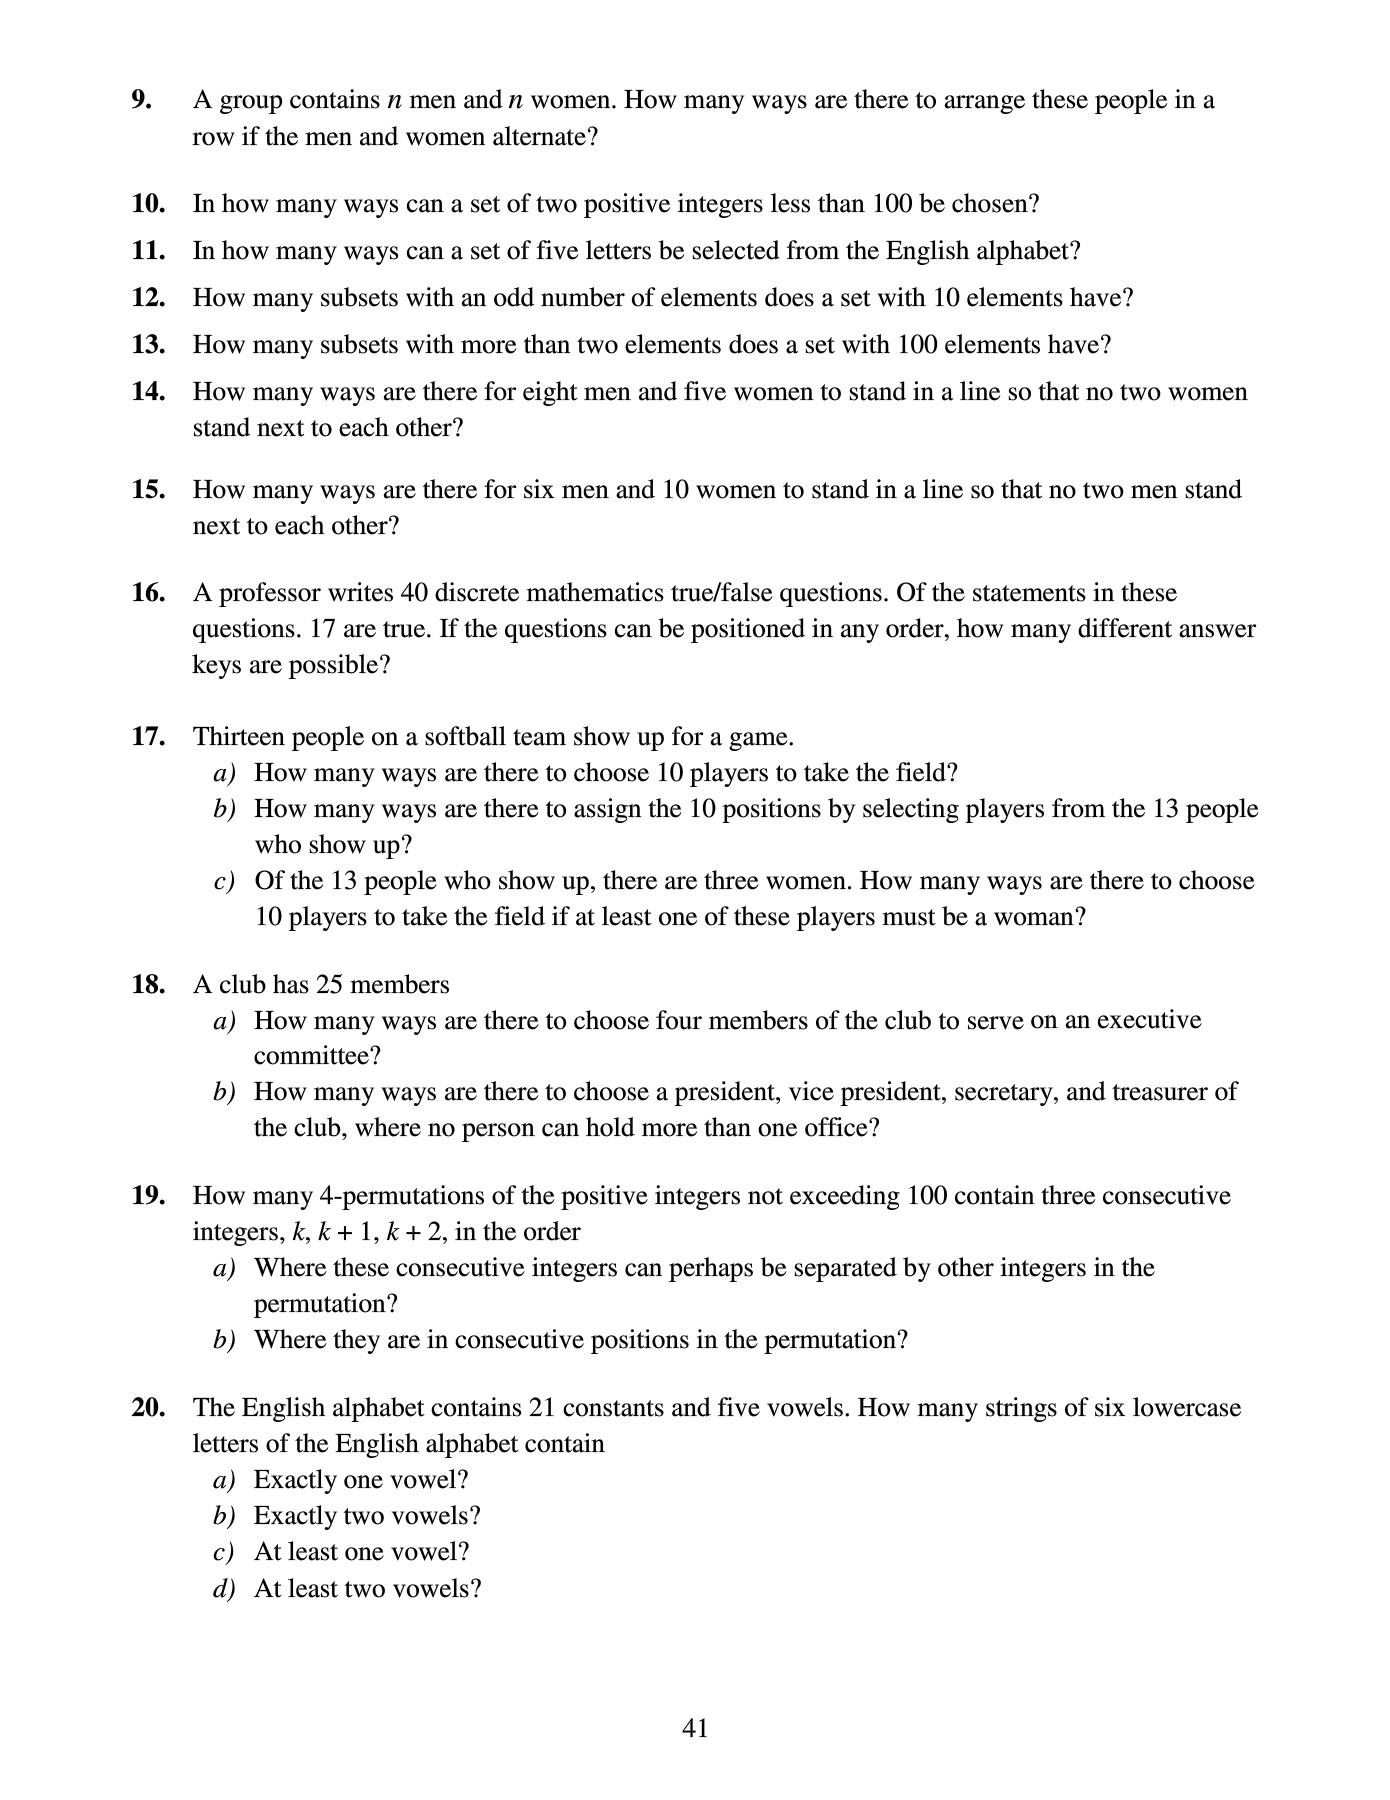 9. A group contains n men and n women. How many ways are there to arrange these people in a
row if the men and women alternate?
10. In how many ways can a set of two positive integers less than 100 be chosen?
11. In how many ways can a set of five letters be selected from the English alphabet?
12. How many subsets with an odd number of elements does a set with 10 elements have?
13. How many subsets with more than two elements does a set with 100 elements have?
14. How many ways are there for eight men and five women to stand in a line so that no two women
stand next to each other?
15. How many ways are there for six men and 10 women to stand in a line so that no two men stand
next to each other?
16. A professor writes 40 discrete mathematics true/false questions. Of the statements in these
questions. 17 are true. If the questions can be positioned in any order, how many different answer
keys are possible?
17. Thirteen people on a softball team show up for a game.
a) How many ways are there to choose 10 players to take the field?
b) How many ways are there to assign the 10 positions by selecting players from the 13 people
who show up?
c) Of the 13 people who show up, there are three women. How many ways are there to choose
10 players to take the field if at least one of these players must be a woman?
18. A club has 25 members
a) How many ways are there to choose four members of the club to serve on an executive
committee?
b) How many ways are there to choose a president, vice president, secretary, and treasurer of
the club, where no person can hold more than one office?
19. How many 4-permutations of the positive integers not exceeding 100 contain three consecutive
integers, k, k + 1, k + 2, in the order
a) Where these consecutive integers can perhaps be separated by other integers in the
permutation?
b) Where they are in consecutive positions in the permutation?
20. The English alphabet contains 21 constants and five vowels. How many strings of six lowercase
letters of the English alphabet contain
a) Exactly one vowel?
b) Exactly two vowels?
c) At least one vowel?
d) At least two vowels?
41